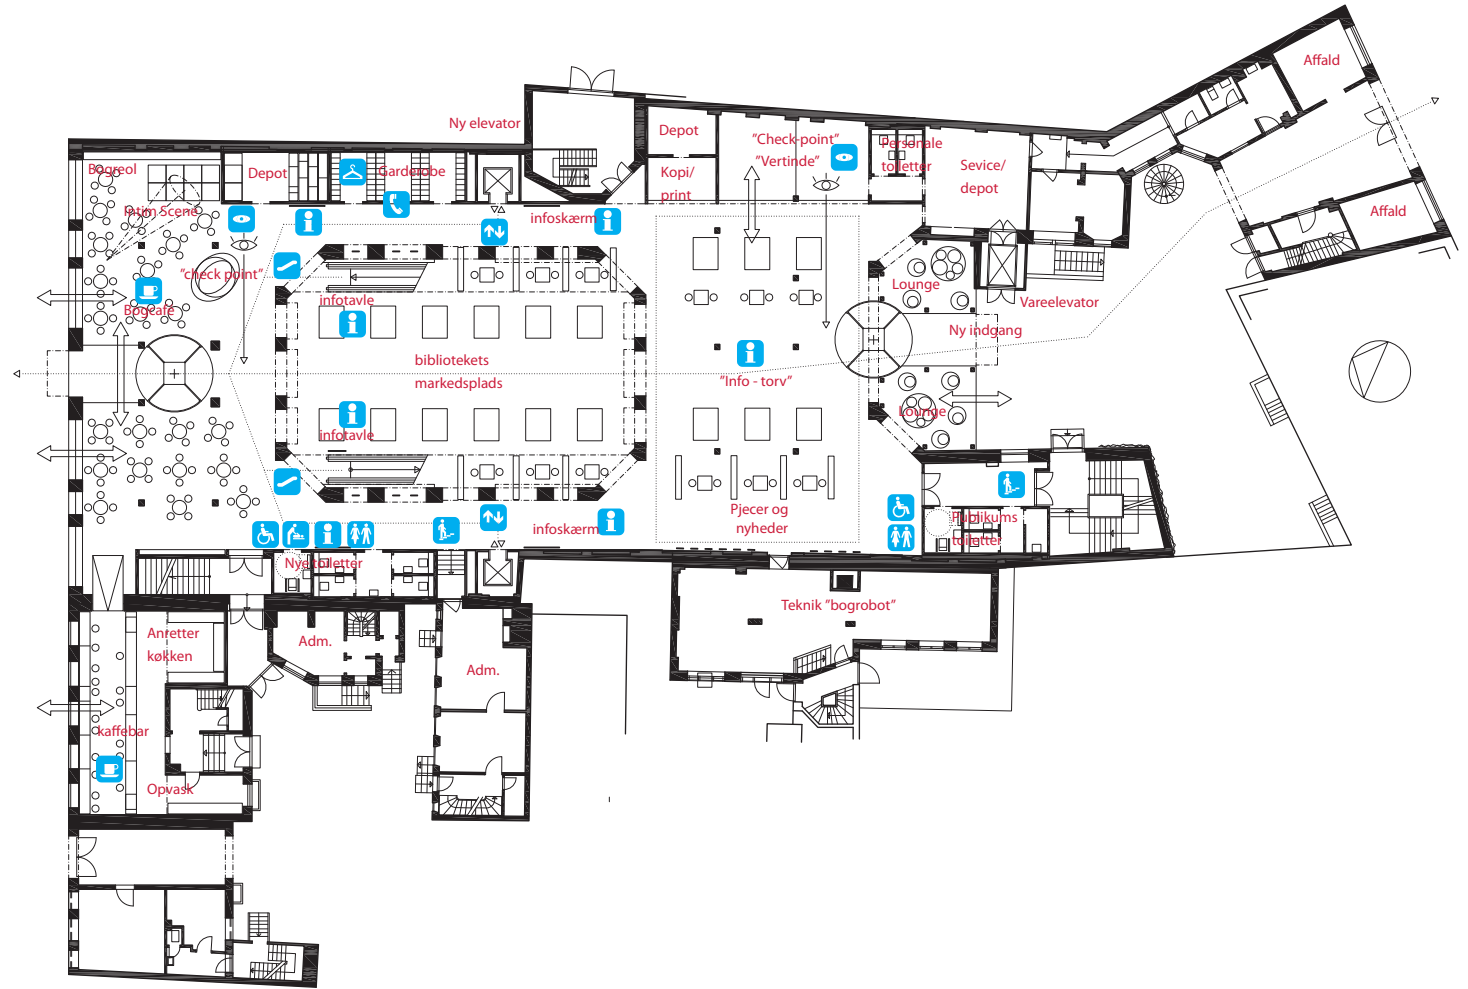 Affald
Ny elevator
Depot
"Check-point"
"Vertinde"
Personale
toiletter
Sevice/
depot
Bogreol
Depot
Garderobe
Kopi/
print
Intim Scene
infoskærm
Affald
"check point"
Lounge
Bogcafé
infotavle
Vareelevator
Ny indgang
bibliotekets
markedsplads
"Info - torv"
Lounge
infotavle
Pjecer og
nyheder
infoskærm
Publikums
toiletter
Nye toiletter
Teknik "bogrobot"
Anretter
køkken
Adm.
Adm.
kaffebar
Opvask